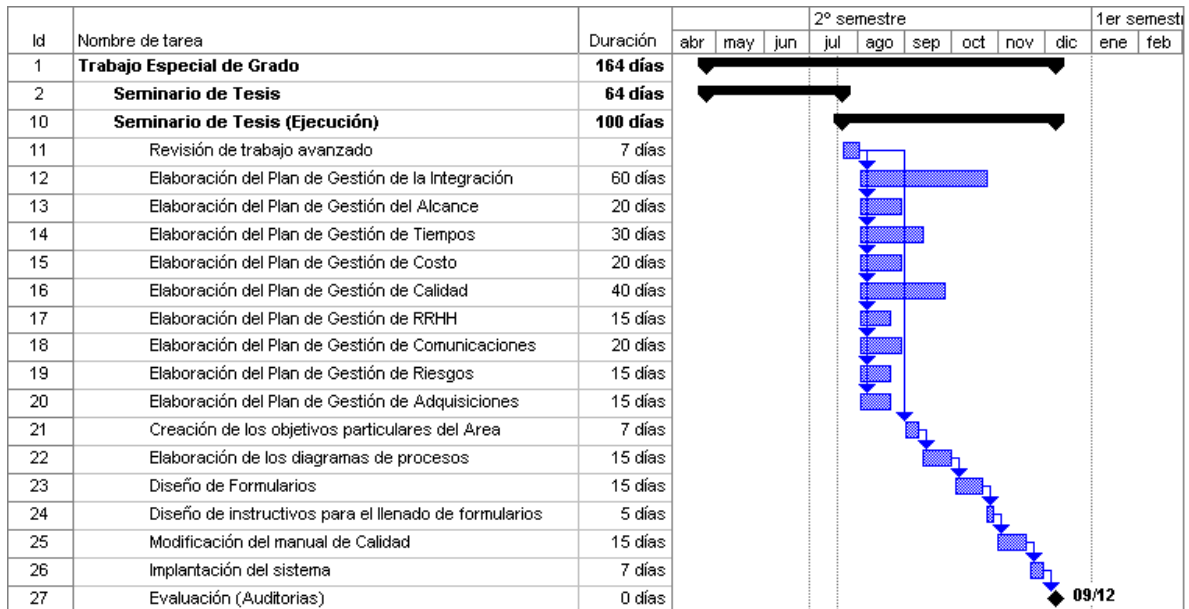 2º semestre 1er semest
Id Nombre de tarea Duración abr may jun jul ago sep oct nov dic ene feb
1 Trabajo Especial de Grado 164 días
2 Seminario de Tesis 64 días
10 Seminario de Tesis (Ejecución) 100 días
11 Revisión de trabajo avanzado 7 días
12 Elaboración del Plan de Gestión de la Integración 60 días
13 Elaboración del Plan de Gestión del Alcance 20 días
14 Elaboración del Plan de Gestión de Tiempos 30 días
15 Elaboración del Plan de Gestión de Costo 20 días
16 Elaboración del Plan de Gestión de Calidad 40 días
17 Elaboración del Plan de Gestión de RRHH 15 días
18 Elaboración del Plan de Gestión de Comunicaciones 20 días
19 Elaboración del Plan de Gestión de Riesgos 15 días
20 Elaboración del Plan de Gestión de Adquisiciones 15 días
21 Creación de los objetivos particulares del Area 7 días
22 Elaboración de los diagramas de procesos 15 días
23 Diseño de Formularios 15 días
24 Diseño de instructivos para el llenado de formularios 5 días
25 Modificación del manual de Calidad 15 días
26 Implantación del sistema 7 días
27 Evaluación (Auditorias) 0 días 09/12